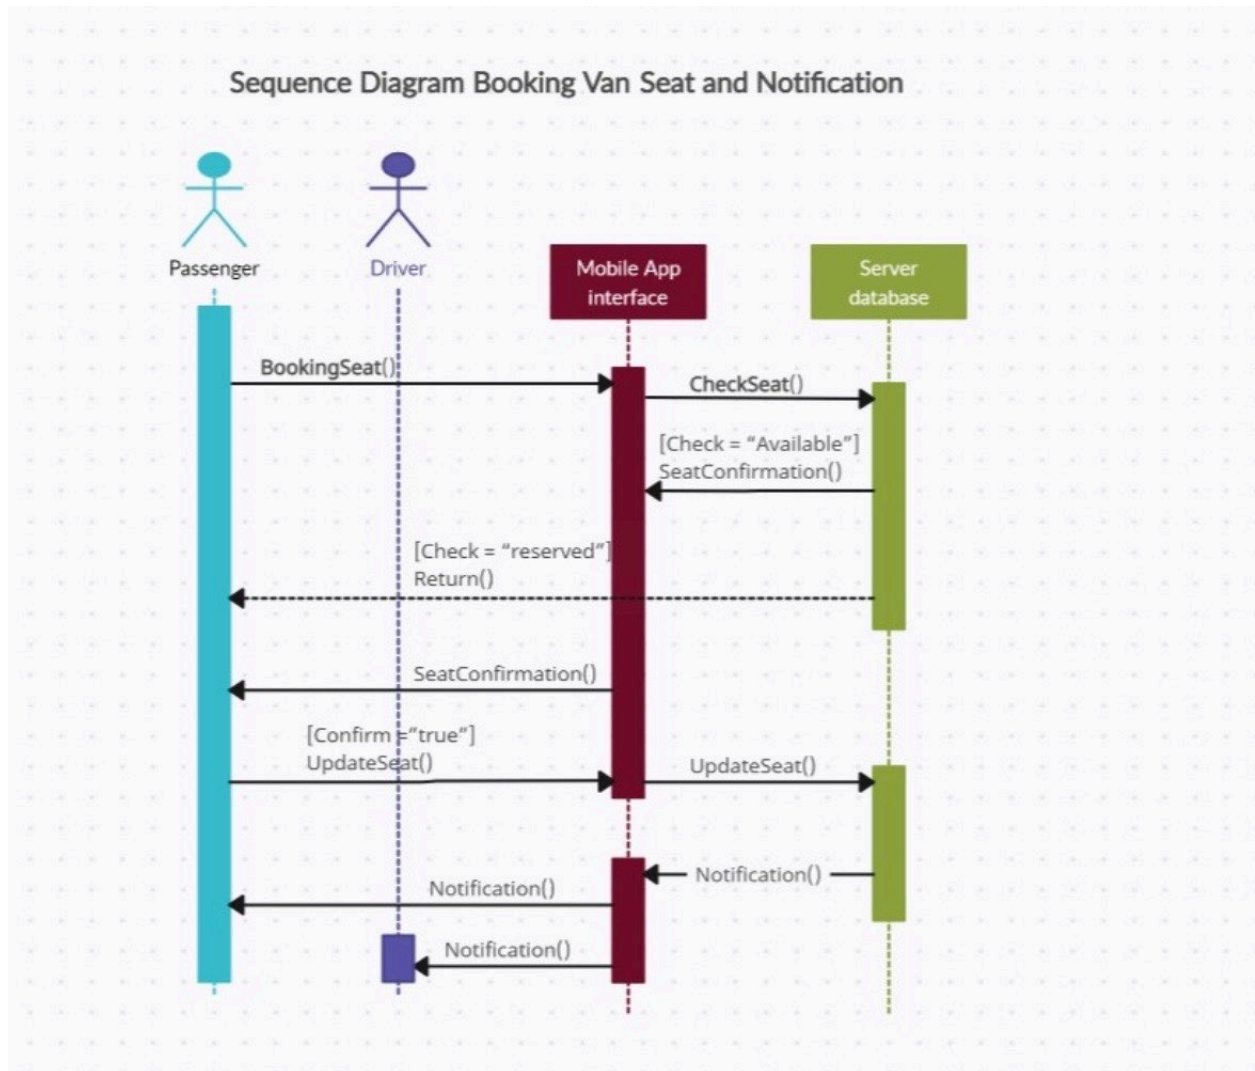 Sequence Diagram Booking Van Seat and Notification
Passenger
Driver
Mobile App
interface
Server
database
BookingSeat()
CheckSeat()
[Check = “Available”]
SeatConfirmation()
[Check = “reserved”]
Return()
SeatConfirmation()
[Confirm =“true”]
UpdateSeat()
UpdateSeat()
Notification()
Notification()
Notification()